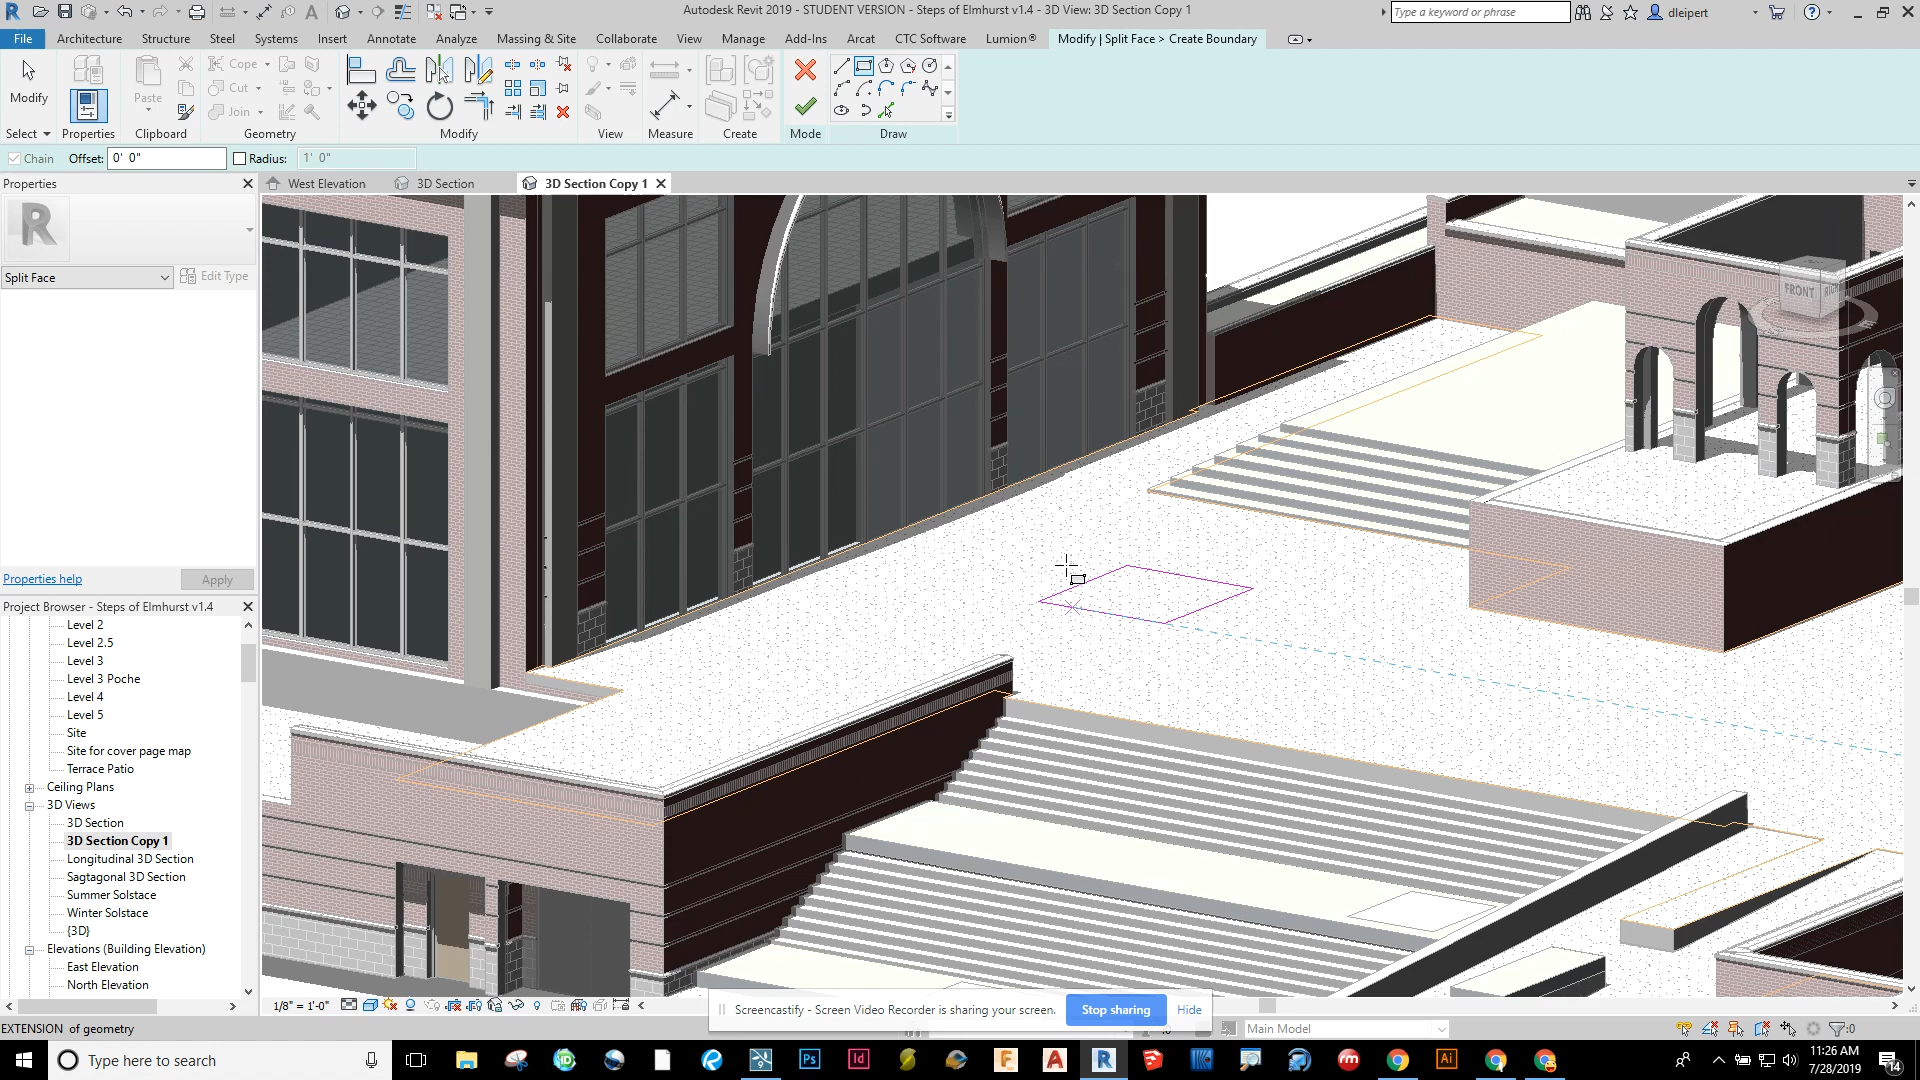 Autodesk Revit 2019 - STUDENT VERSION - Steps of Elmhurst v1.4 - 3D View: 3D Section Copy 1
Type a keyword or phrase
dleipert
File Architecture Structure Steel Systems Insert Annotate Analyze Massing & Site Collaborate View Manage Add-Ins Arcat CTC Software Lumion® Modify | Split Face > Create Boundary
Modify
Paste
Cope
Cut
Join
Select Properties Clipboard Geometry Modify View Measure Create Mode Draw
Chain Offset: 0' 0" Radius: 1' 0"
Properties
West Elevation 3D Section 3D Section Copy 1
Split Face Edit Type
FRONT
Properties help Apply
Project Browser - Steps of Elmhurst v1.4
Level 2
Level 2.5
Level 3
Level 3 Poche
Level 4
Level 5
Site
Site for cover page map
Terrace Patio
Ceiling Plans
3D Views
3D Section
3D Section Copy 1
Longitudinal 3D Section
Sagtagonal 3D Section
Summer Solstace
Winter Solstace
{3D}
Elevations (Building Elevation)
East Elevation
North Elevation
1/8" = 1'-0"
Screencastify - Screen Video Recorder is sharing your screen. Stop sharing Hide
EXTENSION of geometry
Main Model
:0
Type here to search
11:26 AM
7/28/2019
14